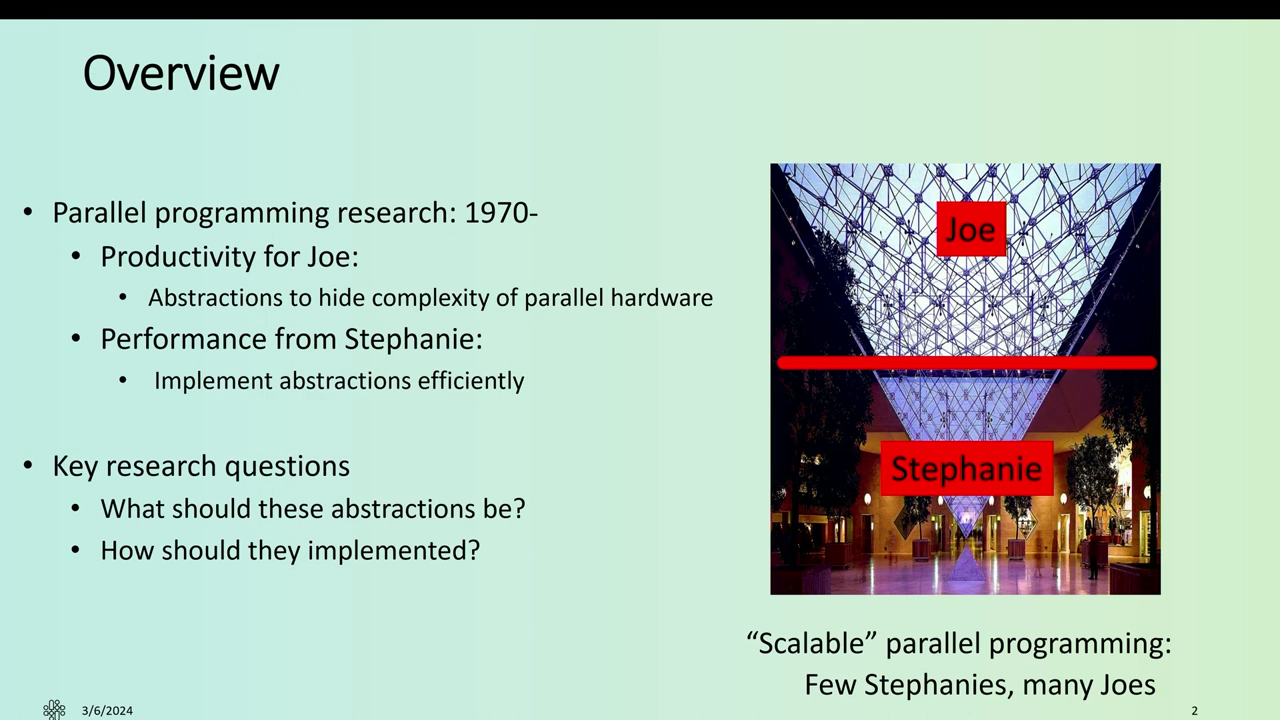 Overview
• Parallel programming research: 1970-
• Productivity for Joe:
• Abstractions to hide complexity of parallel hardware
• Performance from Stephanie:
• Implement abstractions efficiently
• Key research questions
• What should these abstractions be?
• How should they implemented?
Joe
Stephanie
“Scalable” parallel programming:
Few Stephanies, many Joes
3/6/2024
2